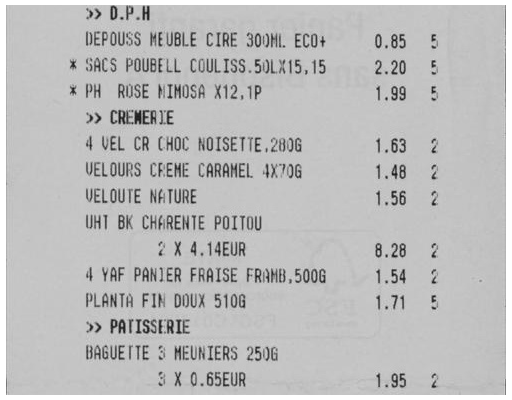 >> D.P.H
DEPOUSS MEUBLE CIRE 300ML ECO+ 0.85 5
* SACS POUBELL COULISS.50LX15,15 2.20 5
* PH ROSE MIMOSA X12,1P 1.99 5
>> CREMERIE
4 VEL CR CHOC NOISETTE,280G 1.63 2
VELOURS CREME CARAMEL 4X70G 1.48 2
VELOUTE NATURE 1.56 2
UHT BK CHARENTE POITOU
2 X 4.14EUR 8.28 2
4 YAF PANIER FRAISE FRAMB,500G 1.54 2
PLANTA FIN DOUX 510G 1.71 5
>> PATISSERIE
BAGUETTE 3 MEUNIERS 250G
3 X 0.65EUR 1.95 2